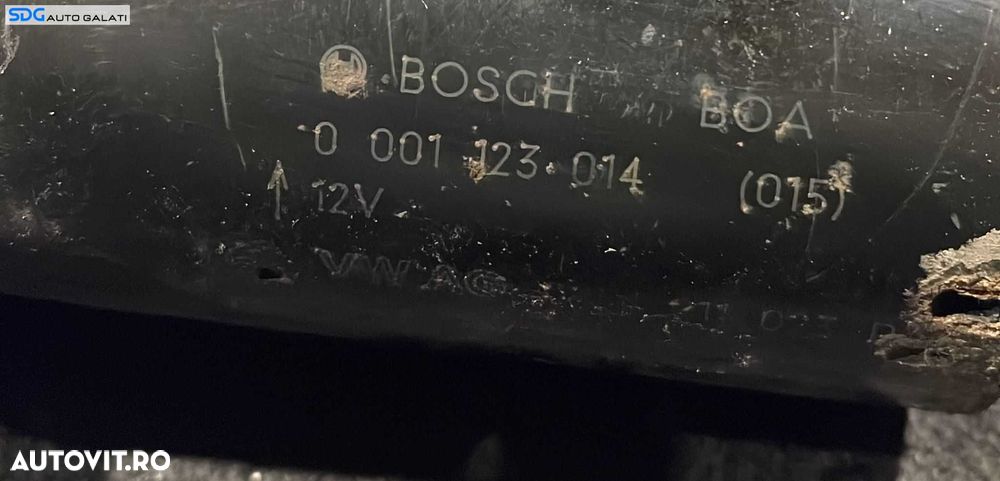 SDG AUTO GALATI
BOSCH BOA
0 001 123 014 (015)
↑ 12V
VW AG
AUTOVIT.RO